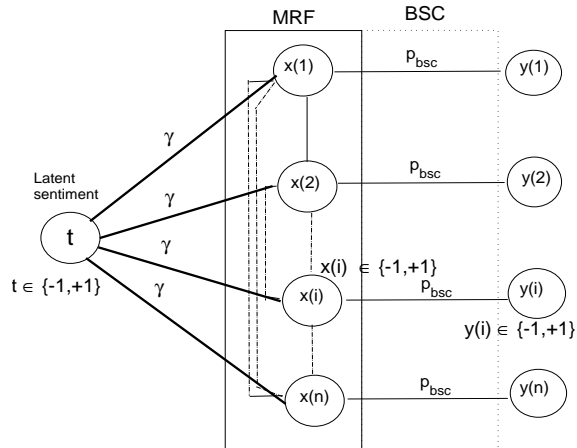 MRF
BSC
x(1)
p_bsc
y(1)
γ
Latent
sentiment
γ
x(2)
p_bsc
y(2)
t
γ
x(i) ∈ {-1,+1}
t ∈ {-1,+1}
γ
x(i)
p_bsc
y(i)
y(i) ∈ {-1,+1}
x(n)
p_bsc
y(n)